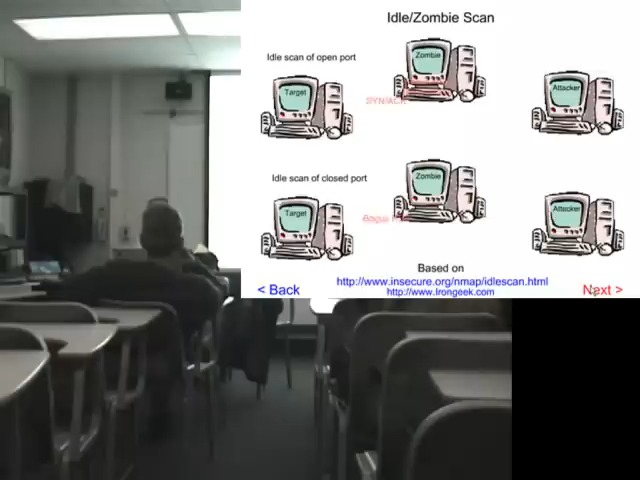 Idle/Zombie Scan
Idle scan of open port
Zombie
Target
Attacker
SYN/ACK
Idle scan of closed port
Zombie
Target
Attacker
Bogus
Based on
http://www.insecure.org/nmap/idlescan.html
http://www.Irongeek.com
< Back
Next >